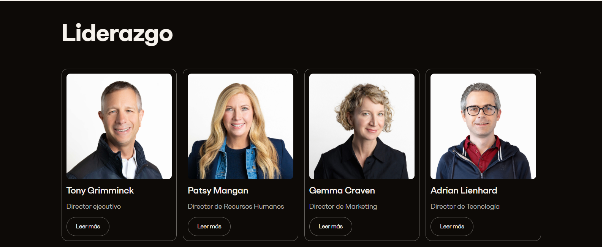 Liderazgo
Tony Grimminck
Director ejecutivo
Leer más
Patsy Mangan
Director de Recursos Humanos
Leer más
Gemma Craven
Director de Marketing
Leer más
Adrian Lienhard
Director de Tecnología
Leer más